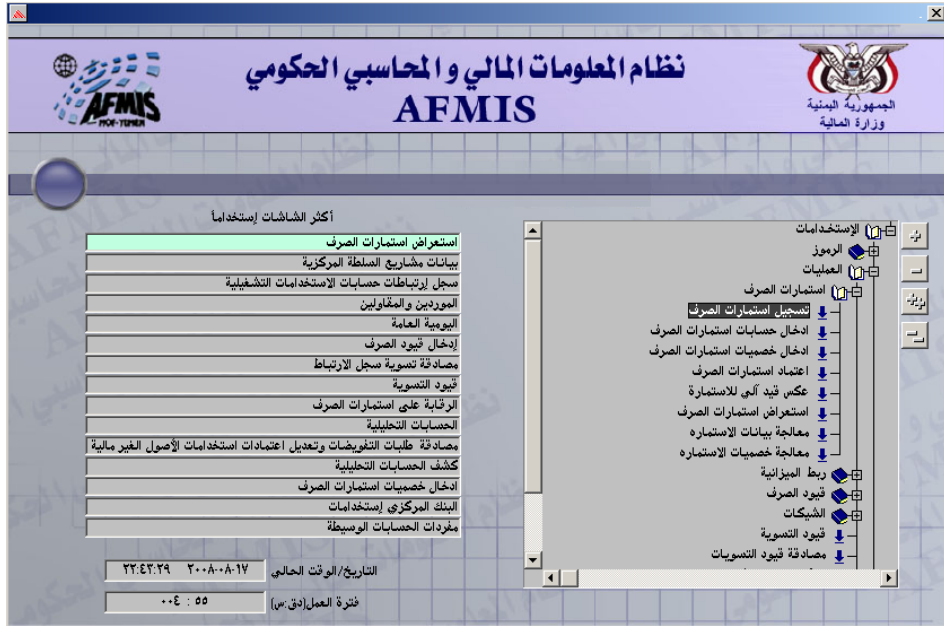 نظام المعلومات المالي و المحاسبي الحكومي
AFMIS
الجمهورية اليمنية
وزارة المالية
AFMIS
MOF-YEMEN
الإستخدامات
الرموز
العمليات
استمارات الصرف
تسجيل استمارات الصرف
ادخال حسابات استمارات الصرف
ادخال خصميات استمارات الصرف
اعتماد استمارات الصرف
عكس قيد آلي للاستمارة
استعراض استمارات الصرف
معالجة بيانات الاستماره
معالجة خصميات الاستماره
ربط الميزانية
قيود الصرف
الشيكات
قيود التسوية
مصادقة قيود التسويات
أكثر الشاشات إستخداماً
استعراض استمارات الصرف
بيانات مشاريع السلطة المركزية
سجل إرتباطات حسابات الاستخدامات التشغيلية
الموردين والمقاولين
اليومية العامة
إدخال قيود الصرف
مصادقة تسوية سجل الارتباط
قيود التسوية
الرقابة على استمارات الصرف
الحسابات التحليلية
مصادقة طلبات التفويضات وتعديل اعتمادات استخدامات الأصول الغير مالية
كشف الحسابات التحليلية
ادخال خصميات استمارات الصرف
البنك المركزي إستخدامات
مفردات الحسابات الوسيطة
التاريخ/الوقت الحالي ٢٠٠٨-٠٨-١٧ ٢٢:٤٣:٢٩
فترة العمل(دق:س) ٠٠٤ : ٥٥